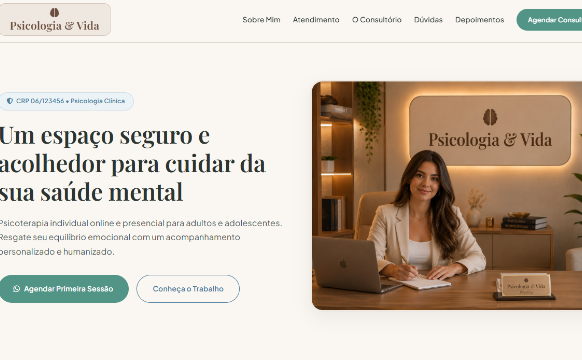 Psicologia & Vida
Sobre Mim
Atendimento
O Consultório
Dúvidas
Depoimentos
Agendar Consul
CRP 06/123456 • Psicologia Clínica
Um espaço seguro e
acolhedor para cuidar da
sua saúde mental
Psicoterapia individual online e presencial para adultos e adolescentes.
Resgate seu equilíbrio emocional com um acompanhamento
personalizado e humanizado.
Agendar Primeira Sessão
Conheça o Trabalho
Psicologia & Vida
Psicologia & Vida